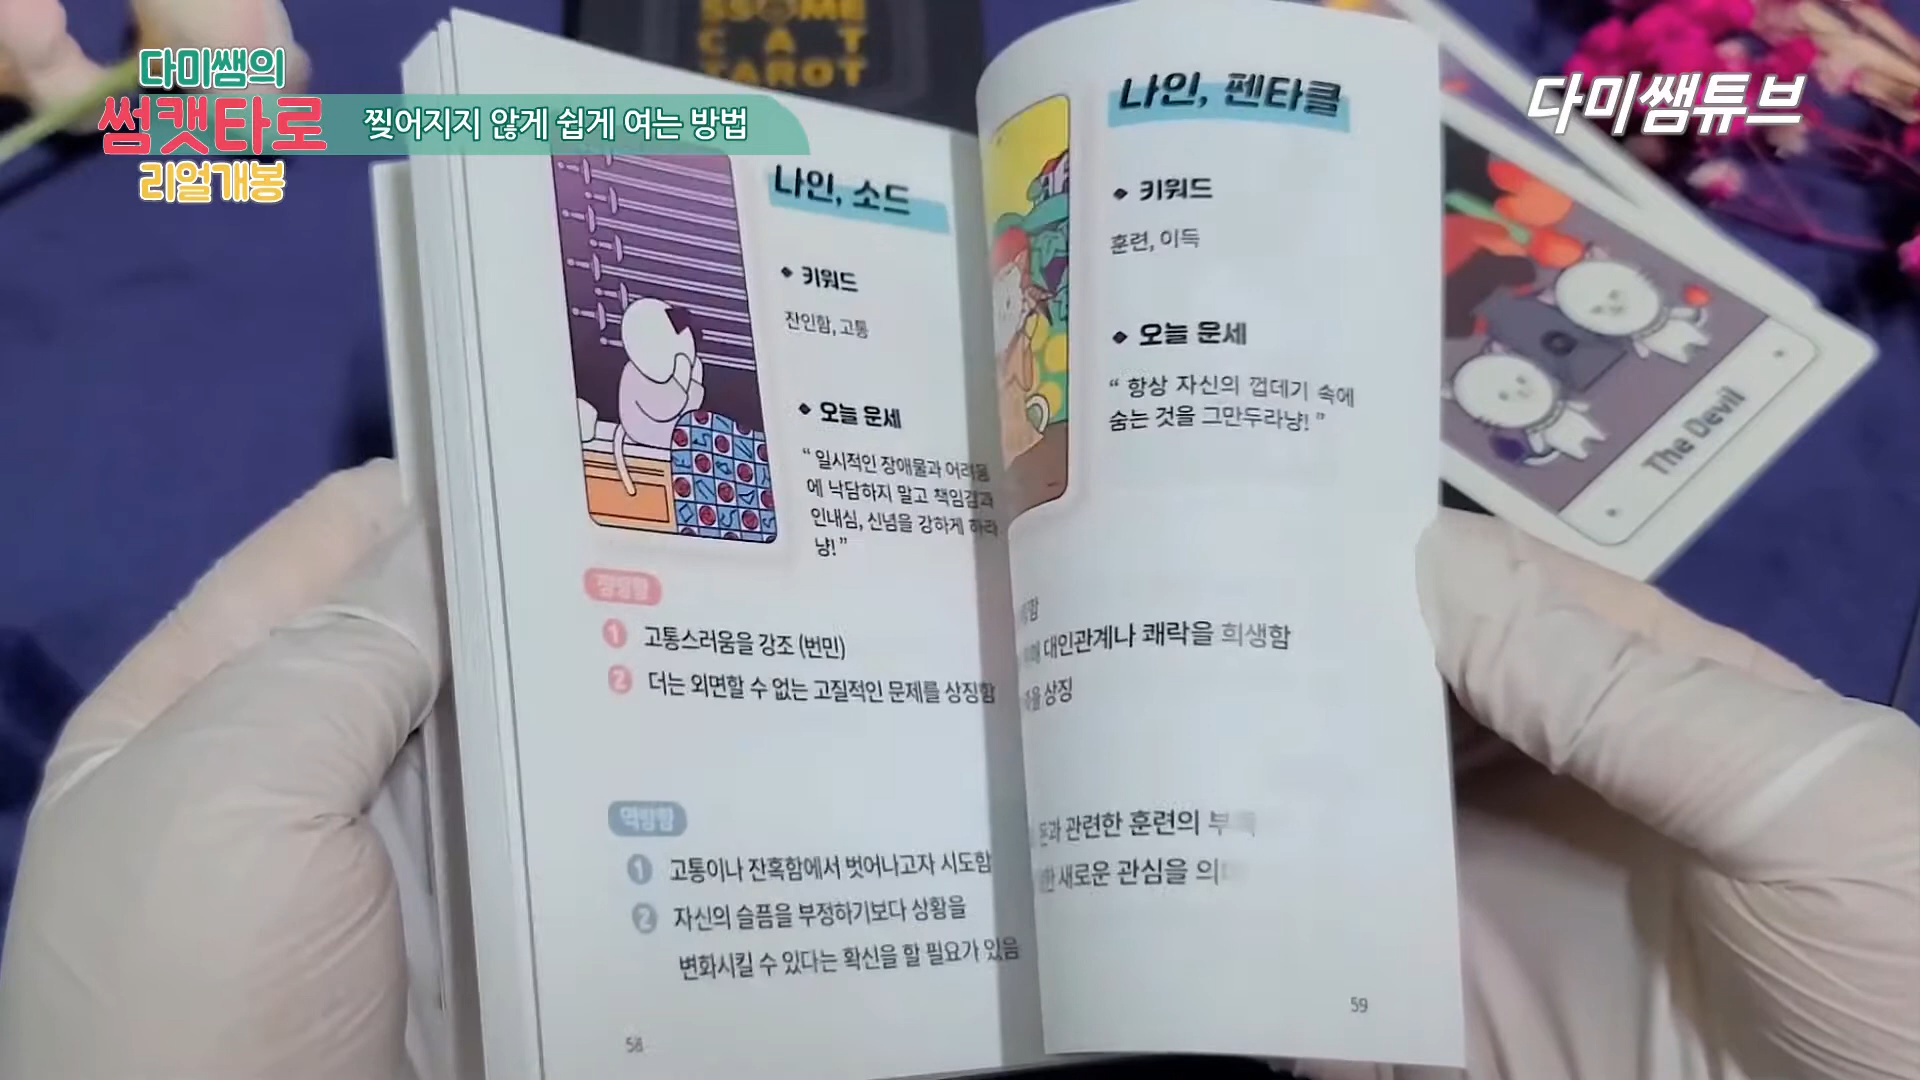 다미쌤의
썸캣타로
리얼개봉
찢어지지 않게 쉽게 여는 방법
다미쌤튜브
SSOME
CAT
TAROT
나인, 소드
키워드
잔인함, 고통
오늘 운세
“ 일시적인 장애물과 어려움
에 낙담하지 말고 책임감과
인내심, 신념을 강하게 하라
냥! ”
정방향
1 고통스러움을 강조 (번민)
2 더는 외면할 수 없는 고질적인 문제를 상징함
역방향
1 고통이나 잔혹함에서 벗어나고자 시도함
2 자신의 슬픔을 부정하기보다 상황을
변화시킬 수 있다는 확신을 할 필요가 있음
58
나인, 펜타클
키워드
훈련, 이득
오늘 운세
“ 항상 자신의 껍데기 속에
숨는 것을 그만두라냥! ”
대인관계나 쾌락을 희생함
상징
관련한 훈련의
새로운 관심을
59
The Devil